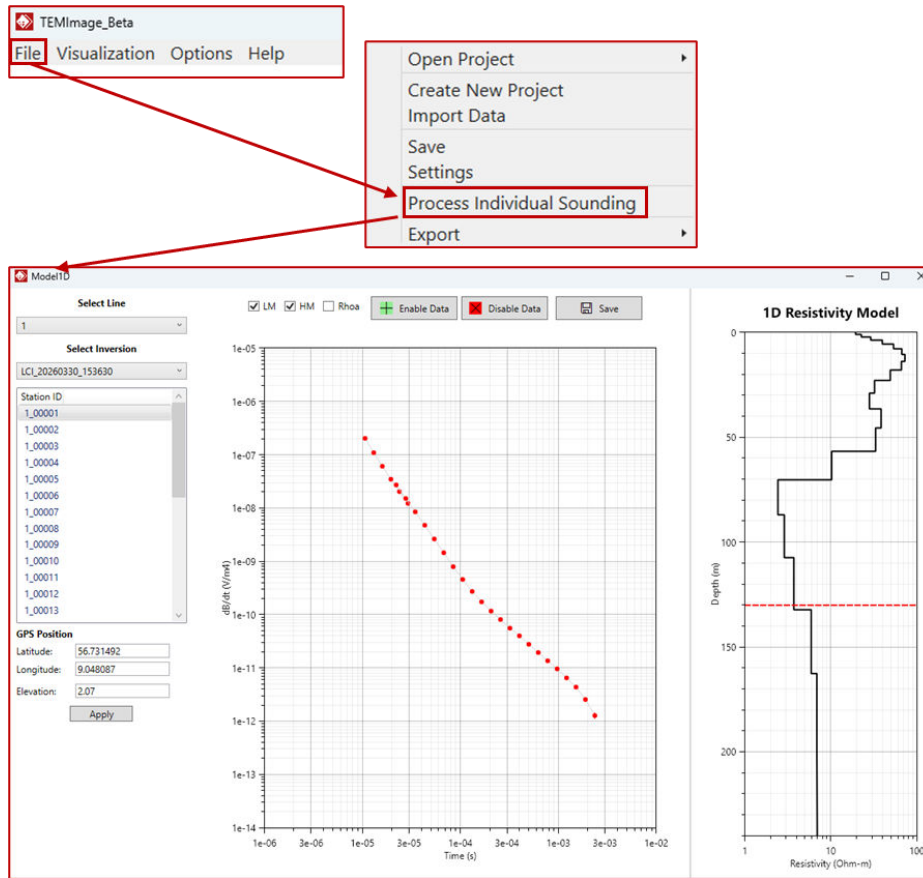 TEMImage_Beta
File Visualization Options Help
Open Project
Create New Project
Import Data
Save
Settings
Process Individual Sounding
Export
Model1D
Select Line
1
Select Inversion
LCI_20260330_153630
Station ID
1_00001
1_00002
1_00003
1_00004
1_00005
1_00006
1_00007
1_00008
1_00009
1_00010
1_00011
1_00012
1_00013
GPS Position
Latitude: 56.731492
Longitude: 9.048087
Elevation: 2.07
Apply
LM HM Rhoa Enable Data Disable Data Save
1e-05
1e-06
1e-07
1e-08
1e-09
1e-10
1e-11
1e-12
1e-13
1e-14
dB/dt (V/m4)
1e-06 3e-06 1e-05 3e-05 1e-04 3e-04 1e-03 3e-03 1e-02
Time (s)
1D Resistivity Model
0
50
100
150
200
Depth (m)
1 10 100
Resistivity (Ohm-m)